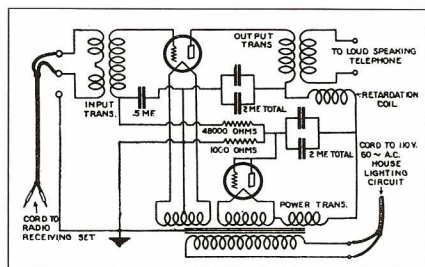 OUTPUT
TRANS
TO LOUD SPEAKING
TELEPHONE
INPUT
TRANS.
.5 MF
2 MF TOTAL
RETARDATION
COIL
48000 OHMS
1000 OHMS
2 MF TOTAL
CORD TO 110 V.
60~ A.C.
HOUSE
LIGHTING
CIRCUIT
POWER TRANS.
CORD TO
RADIO
RECEIVING SET